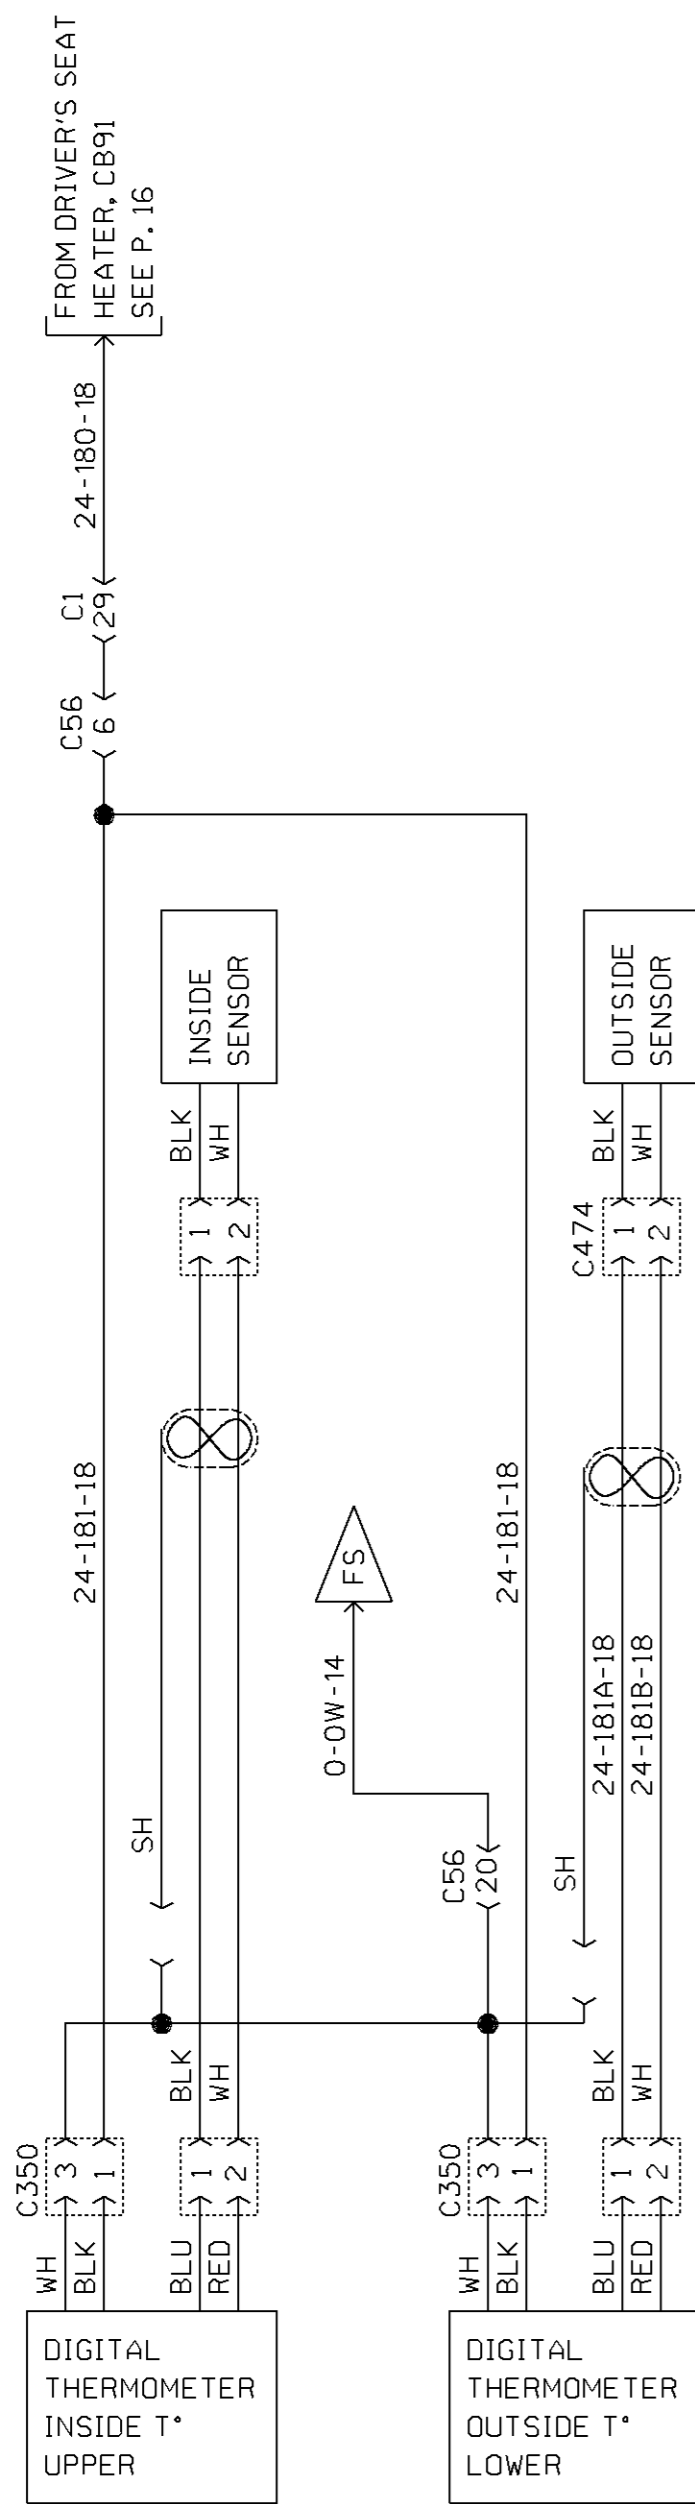 FROM DRIVER'S SEAT
HEATER, CB91
SEE P. 16
24-180-18
C1
29
C56
6
INSIDE
SENSOR
OUTSIDE
SENSOR
BLK
WH
BLK
WH
1
2
C474
1
2
24-181-18
FS
24-181-18
0-0W-14
24-181A-18
24-181B-18
SH
C56
20
SH
BLK
WH
BLK
WH
C350
3
1
1
2
C350
3
1
1
2
WH
BLK
BLU
RED
WH
BLK
BLU
RED
DIGITAL
THERMOMETER
INSIDE T°
UPPER
DIGITAL
THERMOMETER
OUTSIDE T°
LOWER